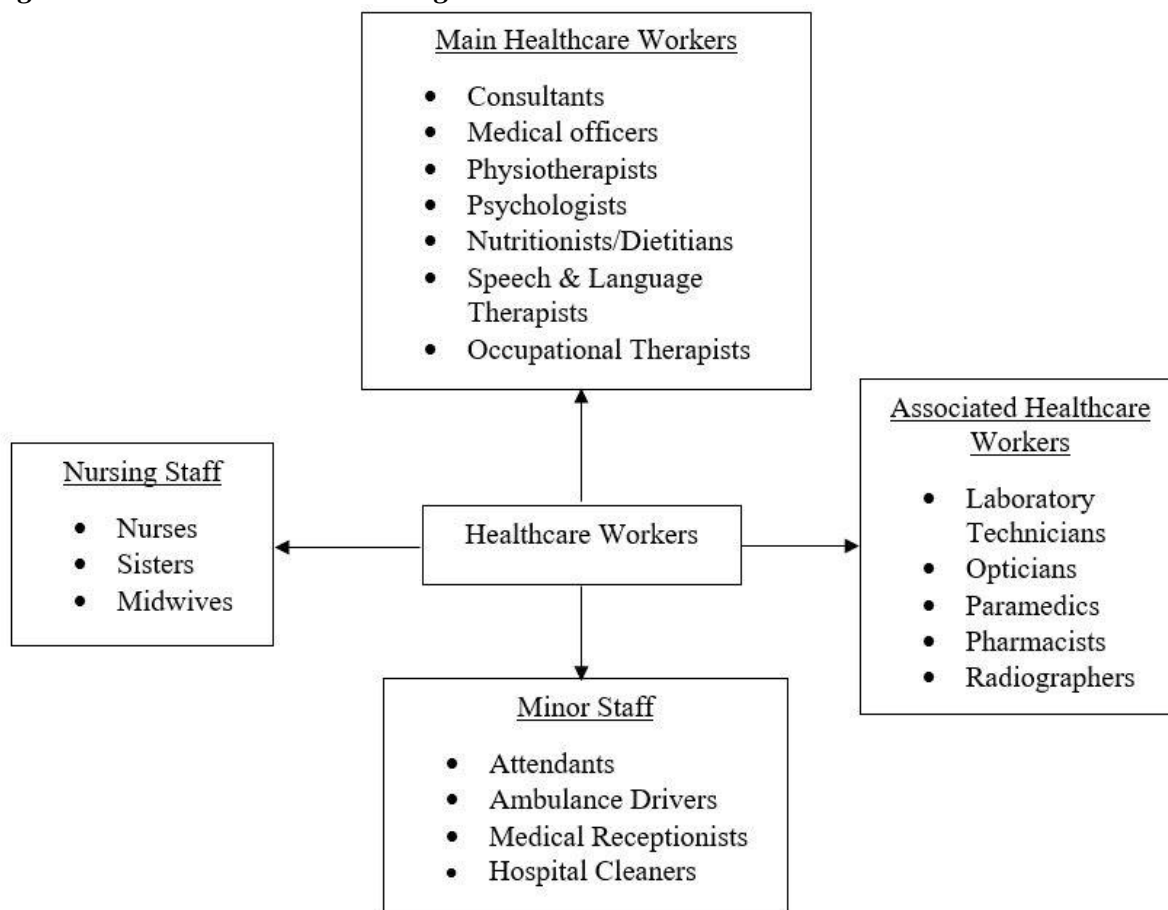 Main Healthcare Workers
• Consultants
• Medical officers
• Physiotherapists
• Psychologists
• Nutritionists/Dietitians
• Speech & Language
Therapists
• Occupational Therapists
Nursing Staff
• Nurses
• Sisters
• Midwives
Healthcare Workers
Associated Healthcare
Workers
• Laboratory
Technicians
• Opticians
• Paramedics
• Pharmacists
• Radiographers
Minor Staff
• Attendants
• Ambulance Drivers
• Medical Receptionists
• Hospital Cleaners